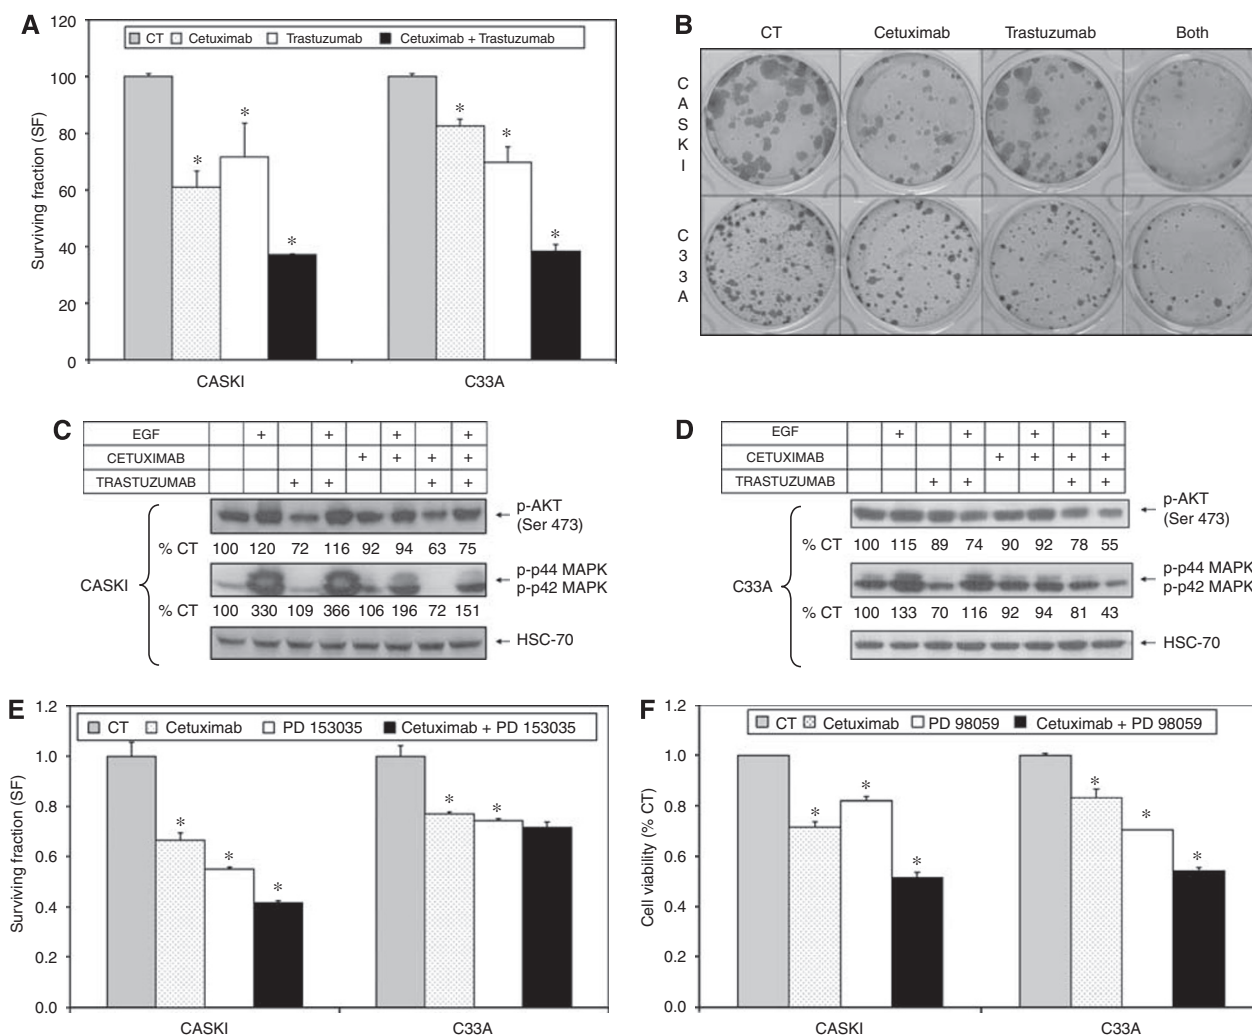 A
120
100
80
60
40
20
0
Surviving fraction (SF)
CT Cetuximab Trastuzumab Cetuximab + Trastuzumab
* * * * * *
CASKI C33A
B
CT Cetuximab Trastuzumab Both
CASKI
C33A
C
EGF + + + +
CETUXIMAB + + + +
TRASTUZUMAB + + + +
p-AKT
(Ser 473)
% CT 100 120 72 116 92 94 63 75
CASKI
p-p44 MAPK
p-p42 MAPK
% CT 100 330 109 366 106 196 72 151
HSC-70
D
EGF + + + +
CETUXIMAB + + + +
TRASTUZUMAB + + + +
p-AKT
(Ser 473)
% CT 100 115 89 74 90 92 78 55
C33A
p-p44 MAPK
p-p42 MAPK
% CT 100 133 70 116 92 94 81 43
HSC-70
E
1.2
1.0
0.8
0.6
0.4
0.2
0.0
Surviving fraction (SF)
CT Cetuximab PD 153035 Cetuximab + PD 153035
* * * * *
CASKI C33A
F
1.2
1.0
0.8
0.6
0.4
0.2
0.0
Cell viability (% CT)
CT Cetuximab PD 98059 Cetuximab + PD 98059
* * * * * *
CASKI C33A